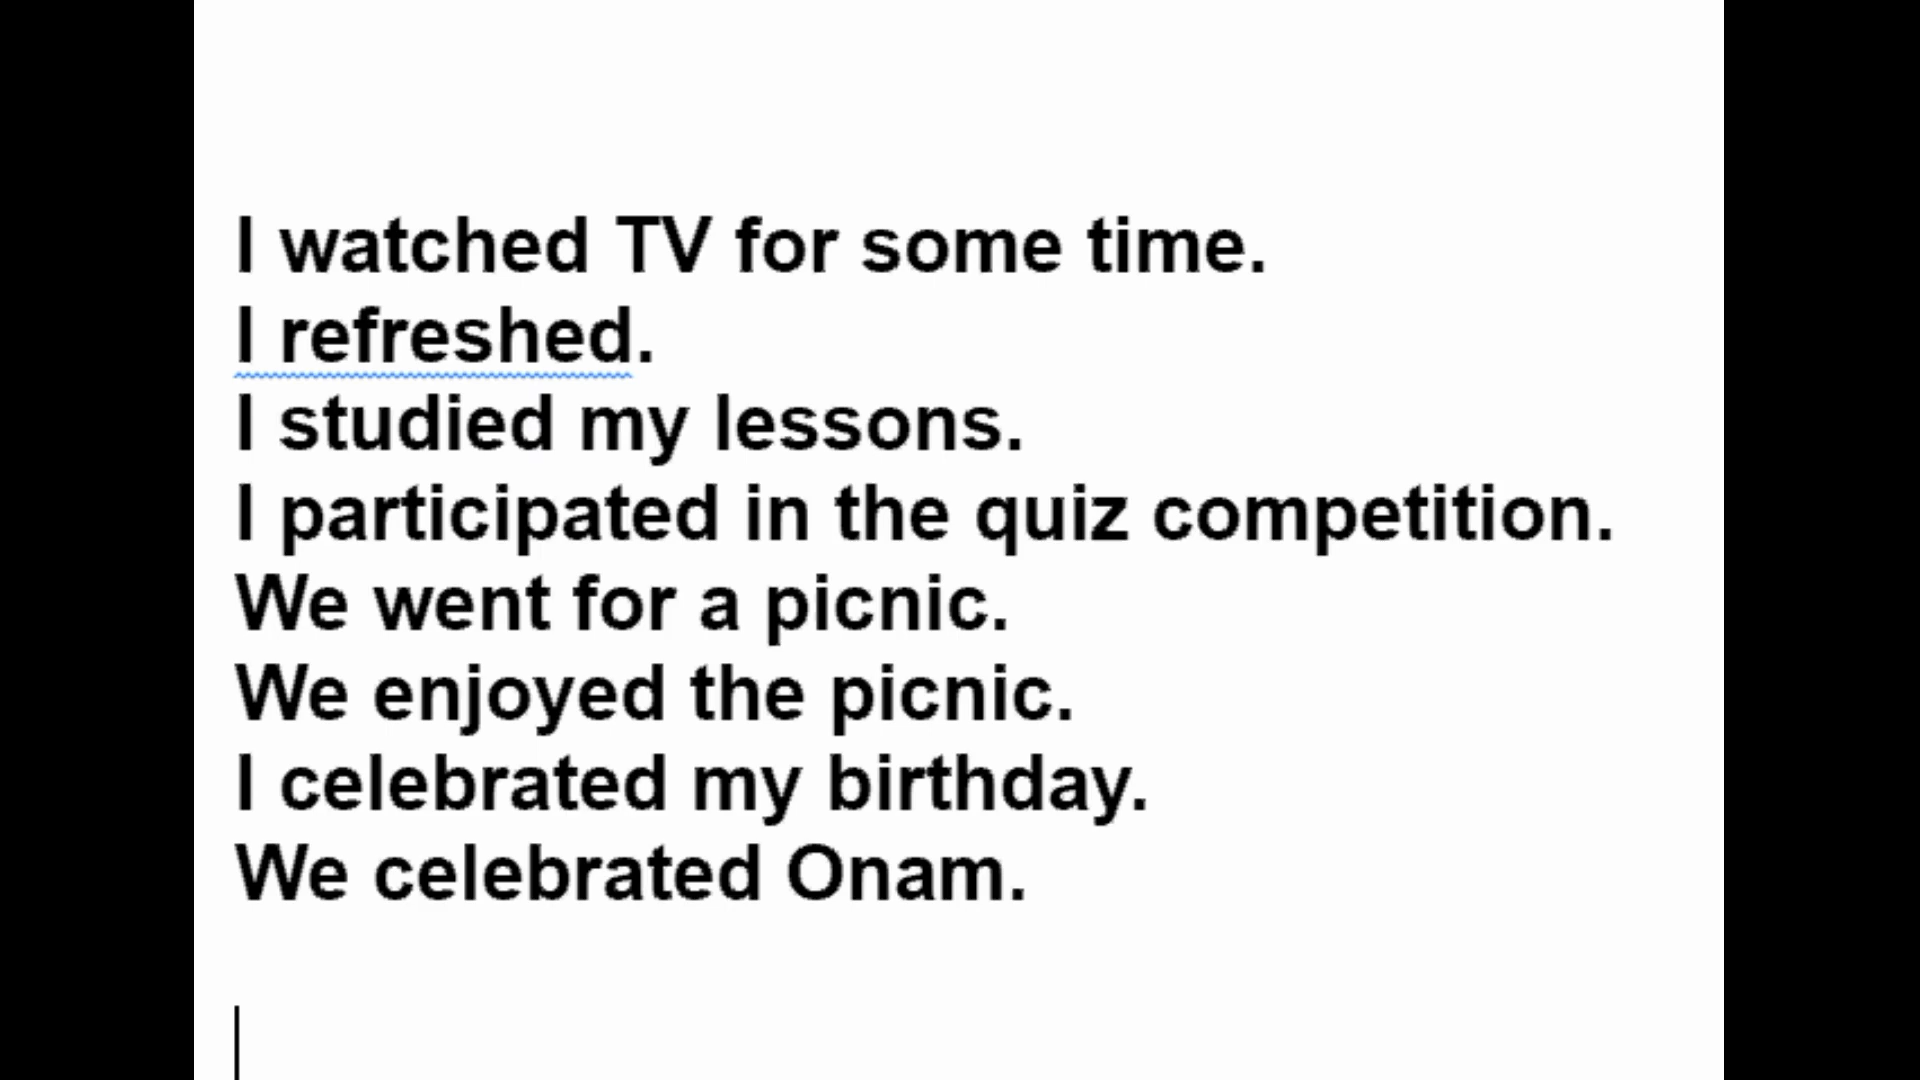 I watched TV for some time.
I refreshed.
I studied my lessons.
I participated in the quiz competition.
We went for a picnic.
We enjoyed the picnic.
I celebrated my birthday.
We celebrated Onam.